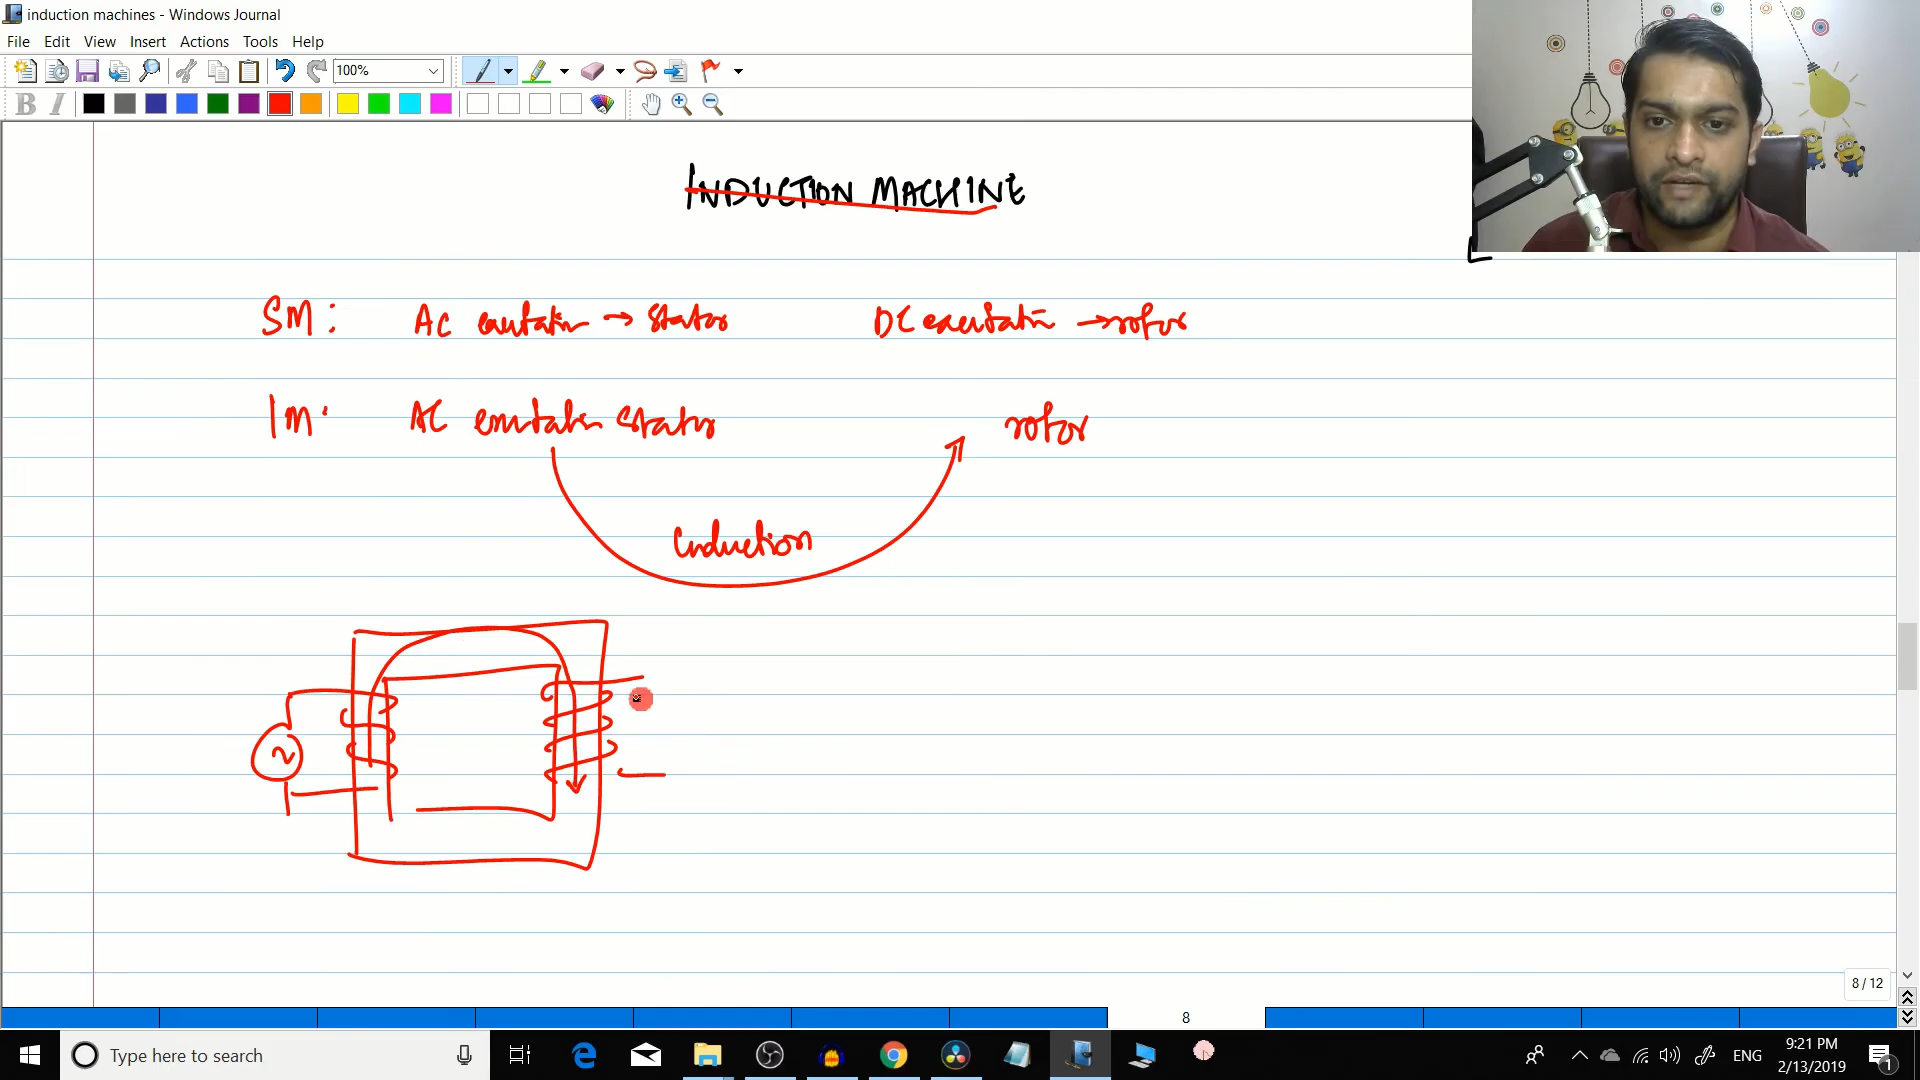 induction machines - Windows Journal
File Edit View Insert Actions Tools Help
100%
B I
INDUCTION MACHINE
SM: AC excitation → stator DC excitation → rotor
IM: AC excitation stator rotor
induction
8 / 12
8
Type here to search
ENG
9:21 PM
2/13/2019
1